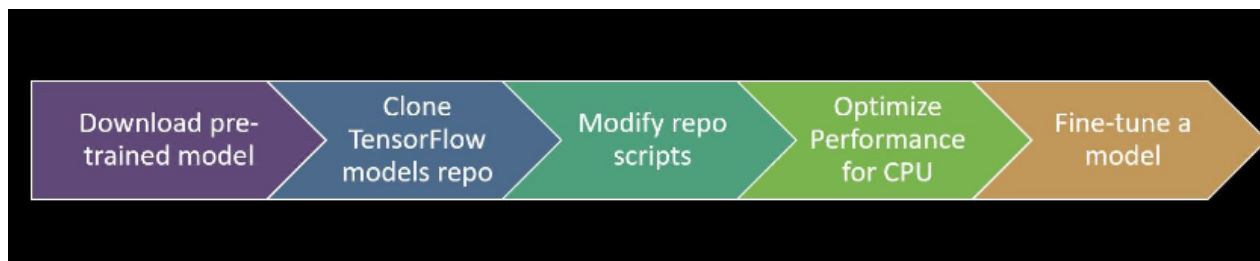 Download pre-
trained model
Clone
TensorFlow
models repo
Modify repo
scripts
Optimize
Performance
for CPU
Fine-tune a
model